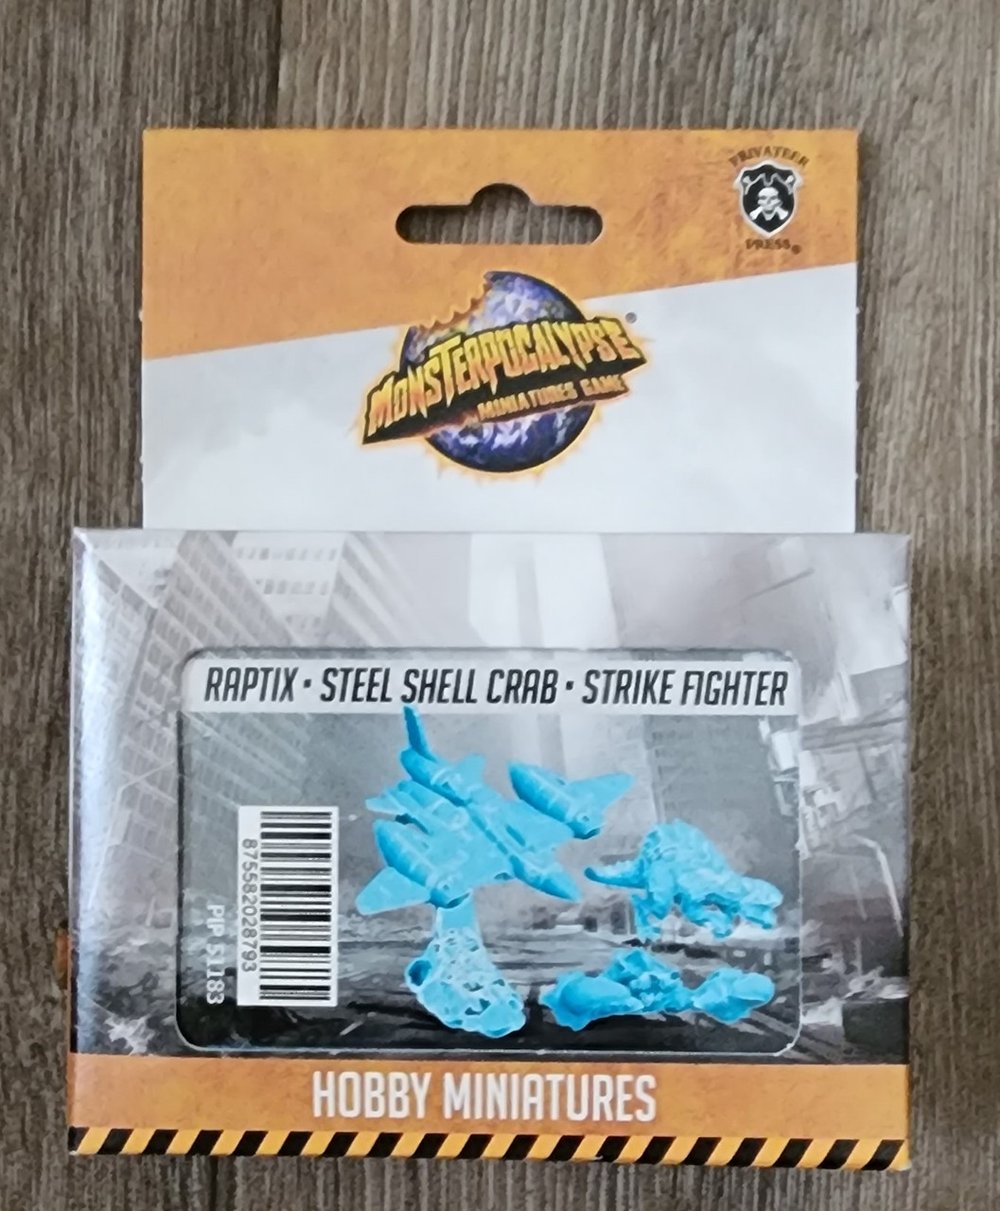 PRIVATEER
PRESS®
MONSTERPOCALYPSE®
MINIATURES GAME
RAPTIX · STEEL SHELL CRAB · STRIKE FIGHTER
875582028793
PIP 51183
HOBBY MINIATURES